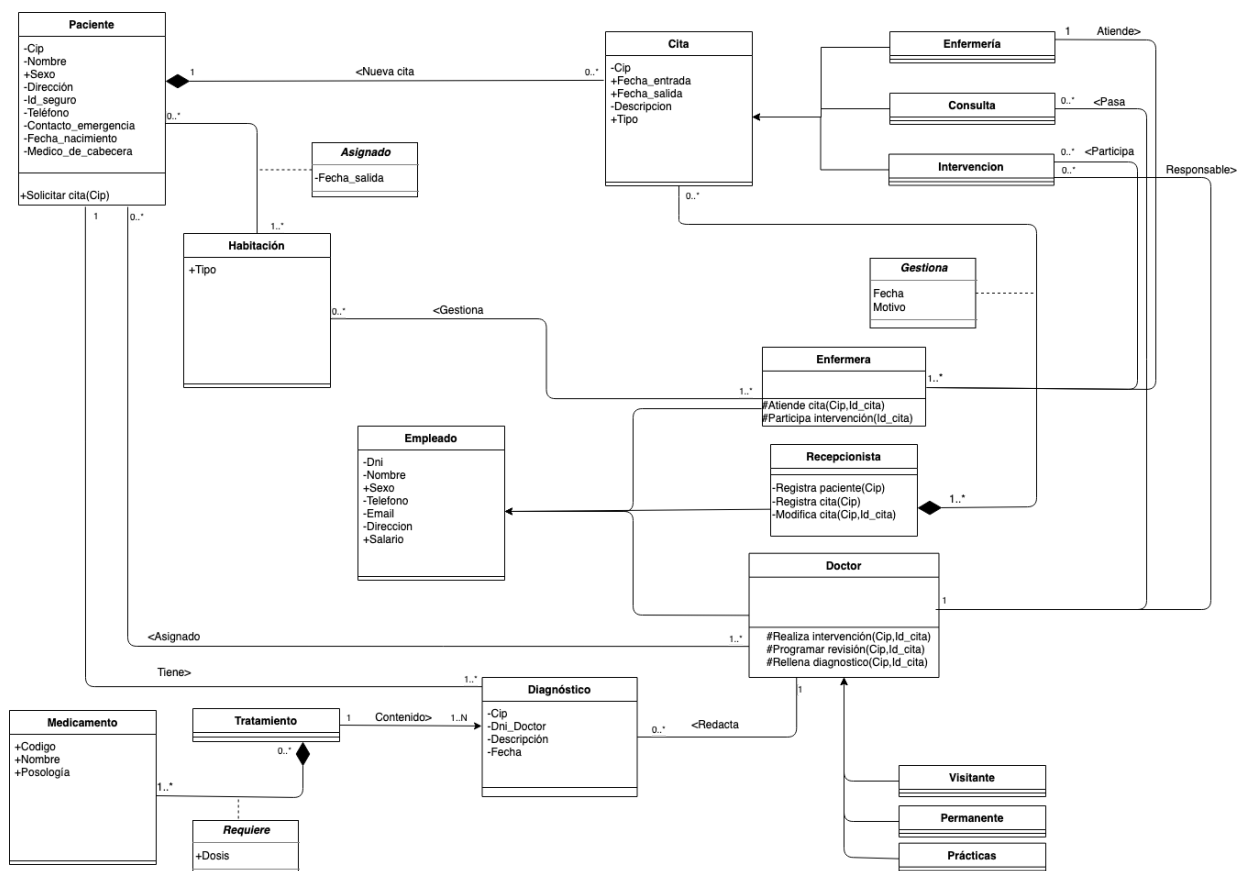 Paciente
-Cip
-Nombre
+Sexo
-Dirección
-Id_seguro
-Teléfono
-Contacto_emergencia
-Fecha_nacimiento
-Medico_de_cabecera
+Solicitar cita(Cip)
1
<Nueva cita
0..*
Cita
-Cip
+Fecha_entrada
+Fecha_salida
-Descripcion
+Tipo
Enfermería
1
Atiende>
Consulta
0..*
<Pasa
Intervencion
0..*
<Participa
0..*
Responsable>
0..*
Asignado
-Fecha_salida
1..*
1
0..*
0..*
Habitación
+Tipo
0..*
<Gestiona
1..*
Gestiona
Fecha
Motivo
Enfermera
#Atiende cita(Cip,Id_cita)
#Participa intervención(Id_cita)
1..*
Empleado
-Dni
-Nombre
+Sexo
-Telefono
-Email
-Direccion
+Salario
Recepcionista
-Registra paciente(Cip)
-Registra cita(Cip)
-Modifica cita(Cip,Id_cita)
1..*
Doctor
#Realiza intervención(Cip,Id_cita)
#Programar revisión(Cip,Id_cita)
#Rellena diagnostico(Cip,Id_cita)
1
<Asignado
1..*
Tiene>
1..*
Diagnóstico
-Cip
-Dni_Doctor
-Descripción
-Fecha
1
0..*
<Redacta
Medicamento
+Codigo
+Nombre
+Posología
Tratamiento
1
Contenido>
1..N
0..*
1..*
Requiere
+Dosis
Visitante
Permanente
Prácticas